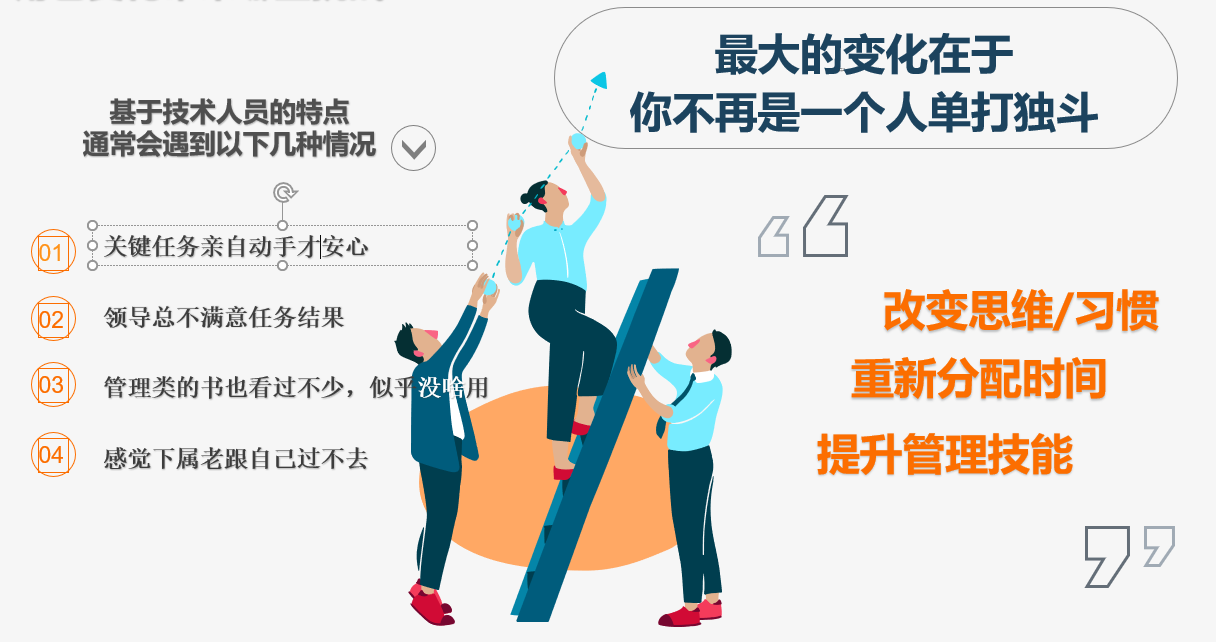 最大的变化在于
你不再是一个人单打独斗
基于技术人员的特点
通常会遇到以下几种情况
01
关键任务亲自动手才安心
02
领导总不满意任务结果
03
管理类的书也看过不少，似乎没啥用
04
感觉下属老跟自己过不去
改变思维/习惯
重新分配时间
提升管理技能